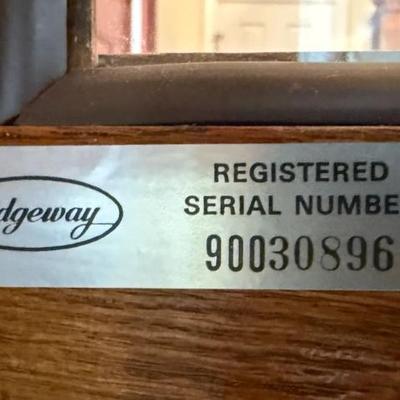 dgeway
REGISTERED
SERIAL NUMBE
90030896